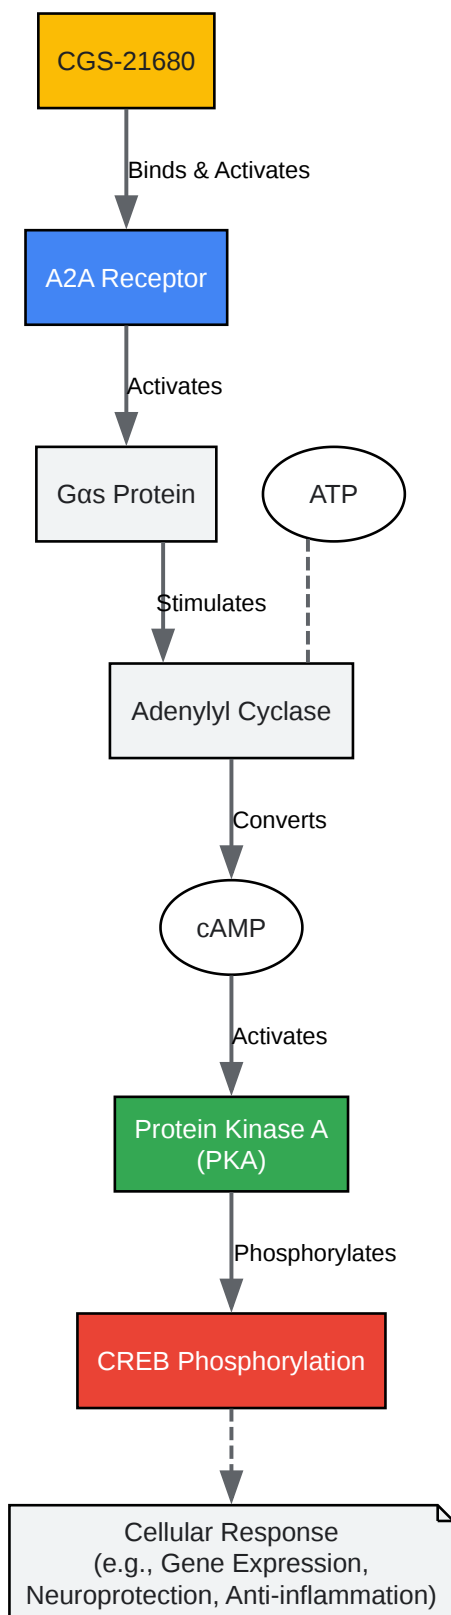 CGS-21680
Binds & Activates
A2A Receptor
Activates
Gαs Protein
ATP
Stimulates
Adenylyl Cyclase
Converts
cAMP
Activates
Protein Kinase A
(PKA)
Phosphorylates
CREB Phosphorylation
Cellular Response
(e.g., Gene Expression,
Neuroprotection, Anti-inflammation)